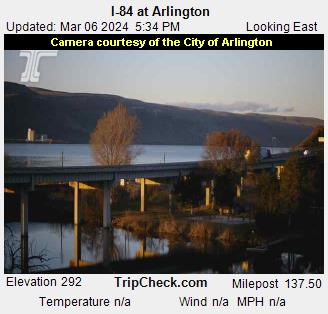 I-84 at Arlington
Updated: Mar 06 2024 5:34 PM Looking East
Camera courtesy of the City of Arlington
Elevation 292 TripCheck.com Milepost 137.50
Temperature n/a Wind n/a MPH n/a